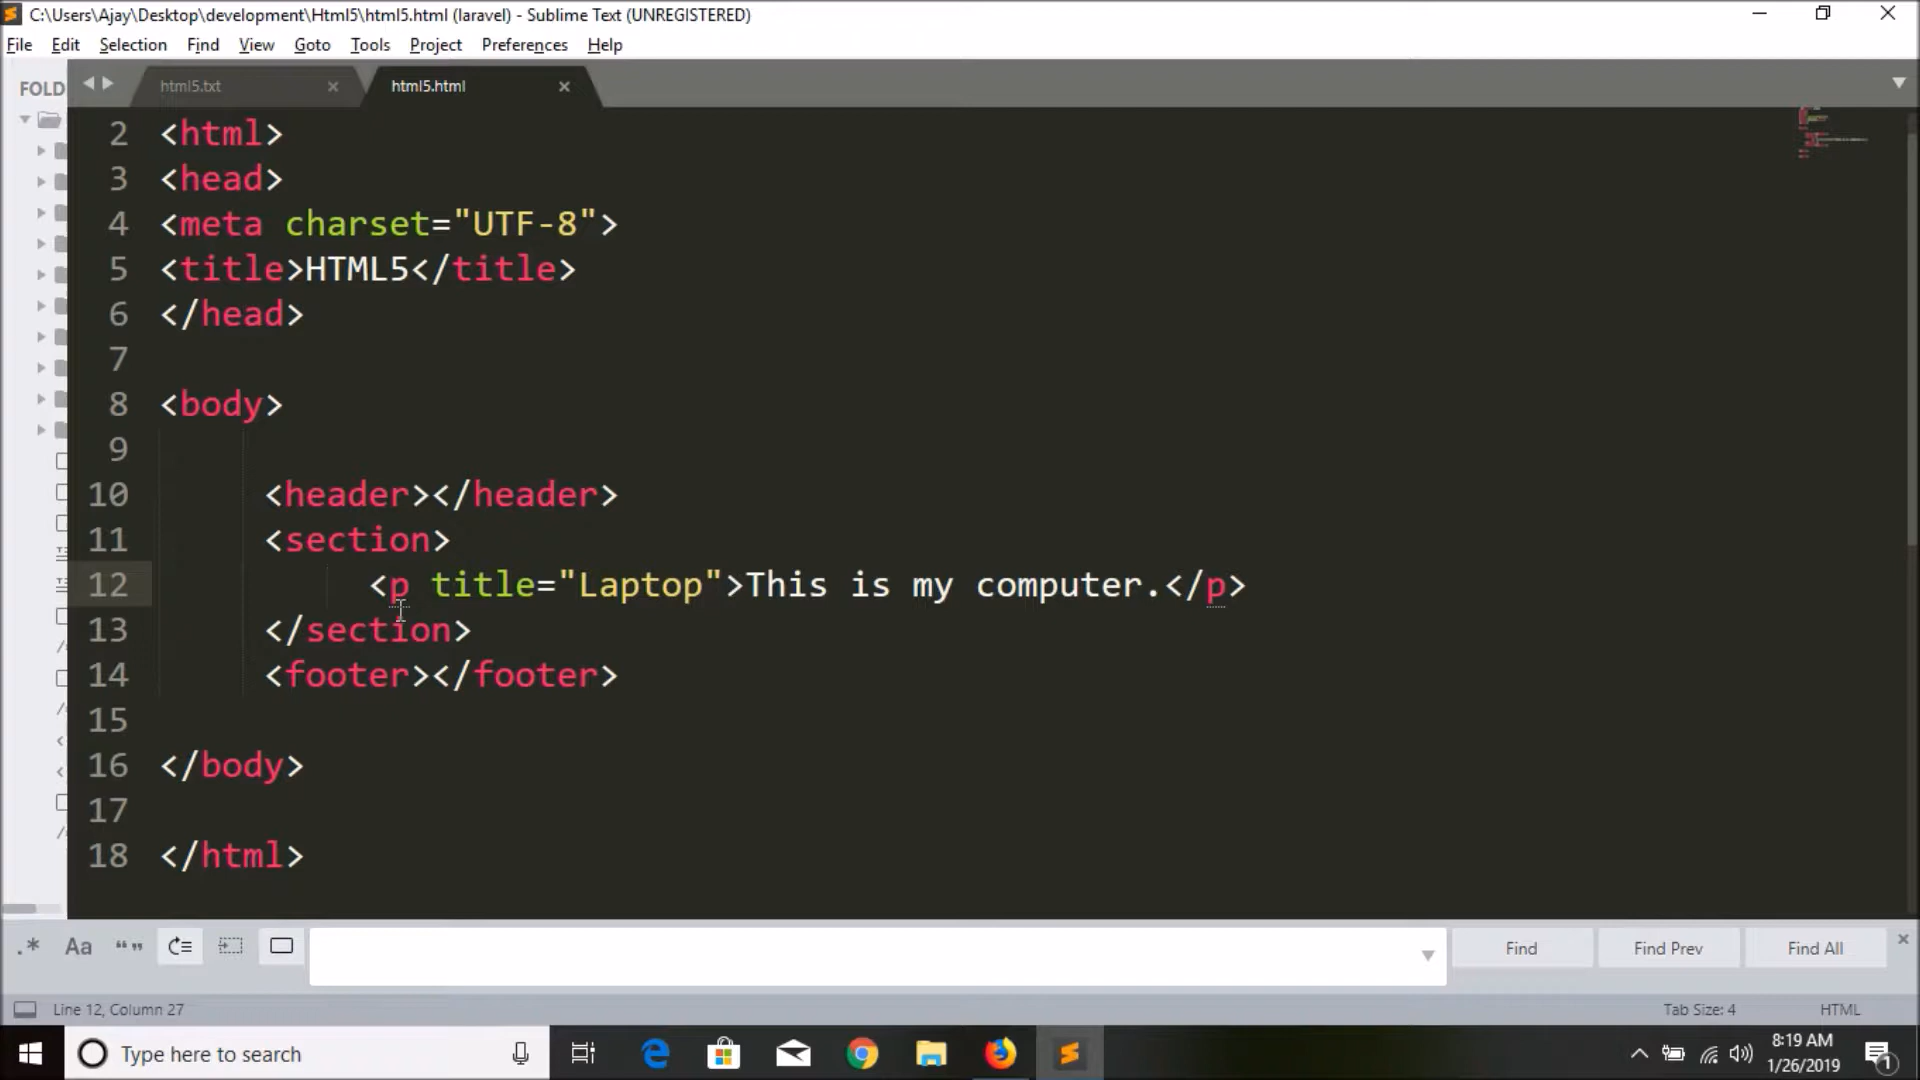 C:\Users\Ajay\Desktop\development\Html5\html5.html (laravel) - Sublime Text (UNREGISTERED)
File Edit Selection Find View Goto Tools Project Preferences Help
FOLD
html5.txt
html5.html
2 <html>
3 <head>
4 <meta charset="UTF-8">
5 <title>HTML5</title>
6 </head>
7
8 <body>
9
10 <header></header>
11 <section>
12 <p title="Laptop">This is my computer.</p>
13 </section>
14 <footer></footer>
15
16 </body>
17
18 </html>
.* Aa “” Find Find Prev Find All
Line 12, Column 27 Tab Size: 4 HTML
Type here to search
8:19 AM
1/26/2019
1